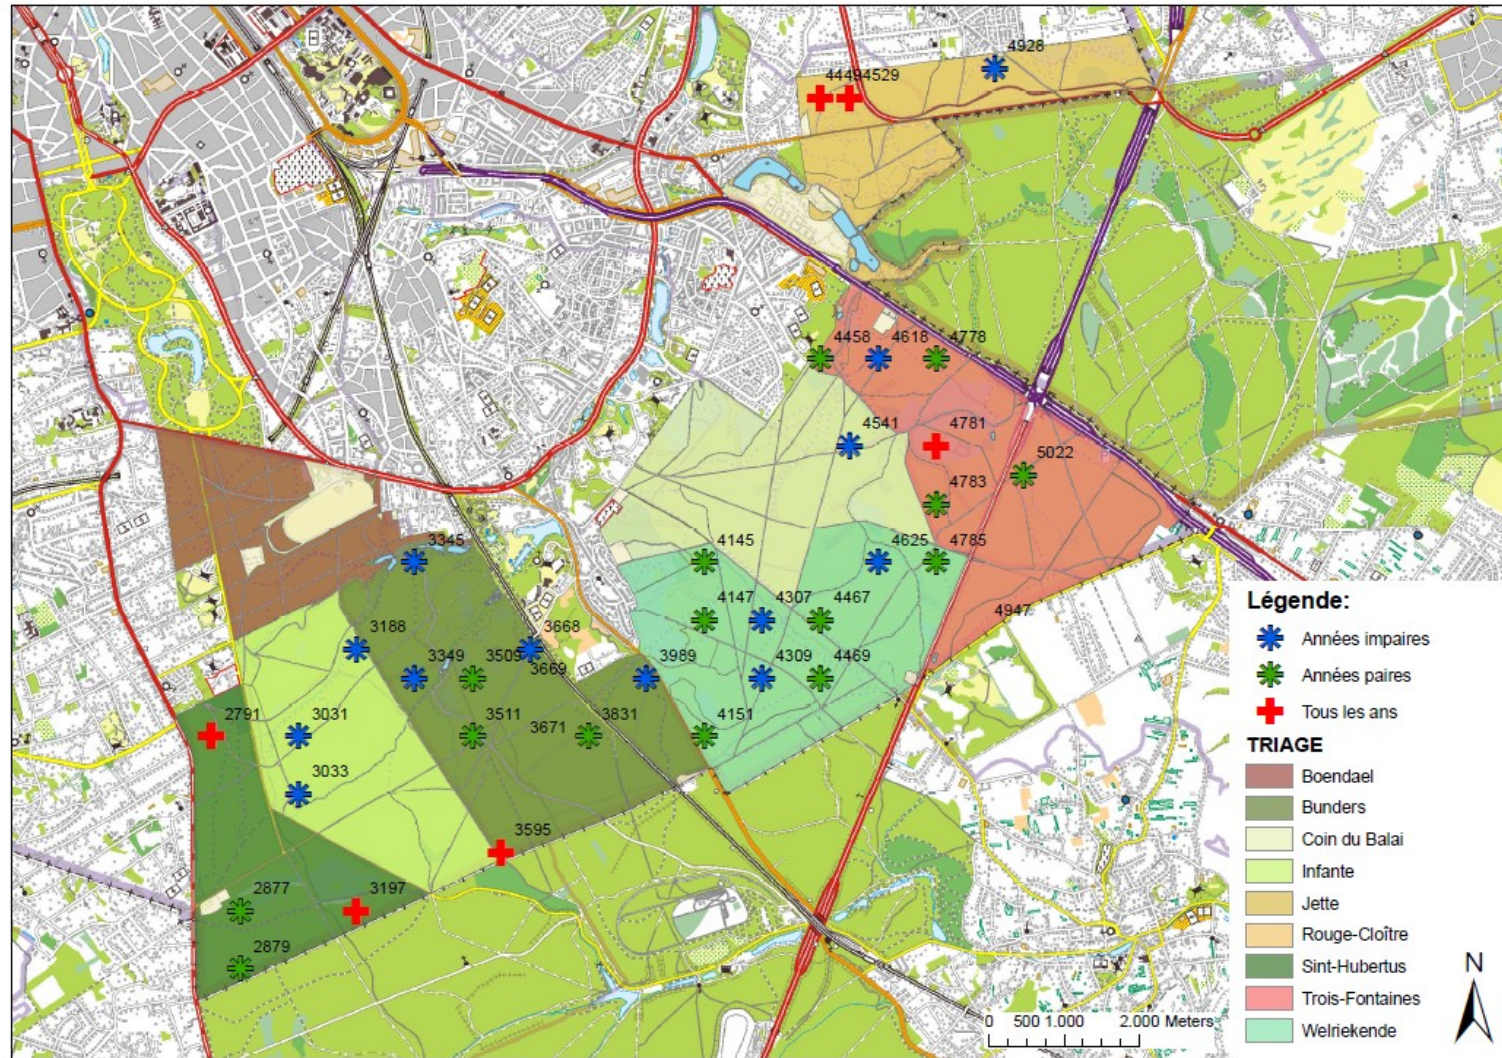 4928
44494529
4458
4618
4778
4541
4781
5022
4783
3345
4145
4625
4785
4147
4307
4467
4947
3188
3668
3349
3509
3669
3989
4309
4469
2791
3031
3511
3671
3831
4151
3033
3595
2877
3197
2879
Légende:
Années impaires
Années paires
Tous les ans
TRIAGE
Boendael
Bunders
Coin du Balai
Infante
Jette
Rouge-Cloître
Sint-Hubertus
Trois-Fontaines
Welriekende
N
0 500 1.000 2.000 Meters